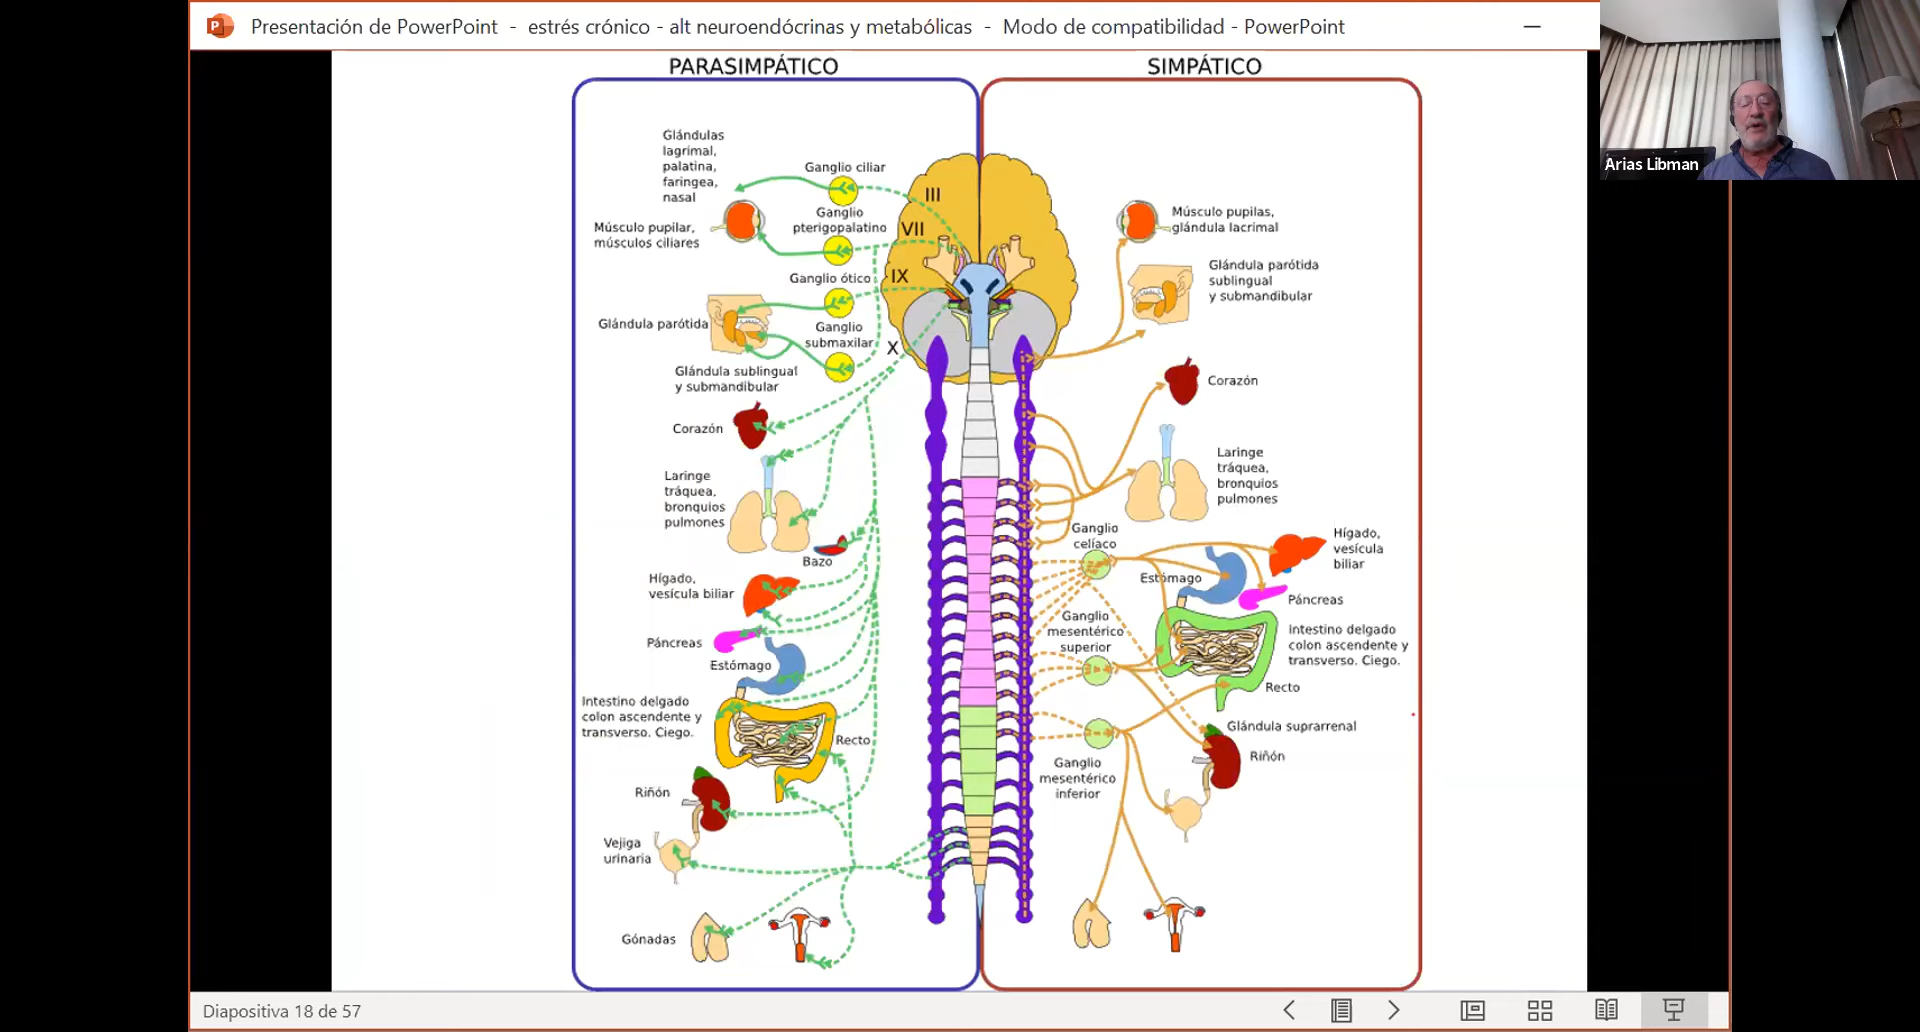 Presentación de PowerPoint - estrés crónico - alt neuroendócrinas y metabólicas - Modo de compatibilidad - PowerPoint
Arias Libman
PARASIMPÁTICO
Glándulas
lagrimal,
palatina,
faringea,
nasal
Músculo pupilar,
músculos ciliares
Glándula parótida
Glándula sublingual
y submandibular
Ganglio ciliar
Ganglio
pterigopalatino
Ganglio ótico
Ganglio
submaxilar
III
VII
IX
X
Corazón
Laringe
tráquea,
bronquios
pulmones
Bazo
Hígado,
vesícula biliar
Páncreas
Estómago
Intestino delgado
colon ascendente y
transverso. Ciego.
Recto
Riñón
Vejiga
urinaria
Gónadas
SIMPÁTICO
Músculo pupilas,
glándula lacrimal
Glándula parótida
sublingual
y submandibular
Corazón
Laringe
tráquea,
bronquios
pulmones
Ganglio
celíaco
Hígado,
vesícula
biliar
Estómago
Páncreas
Ganglio
mesentérico
superior
Intestino delgado
colon ascendente y
transverso. Ciego.
Recto
Glándula suprarrenal
Riñón
Ganglio
mesentérico
inferior
Diapositiva 18 de 57